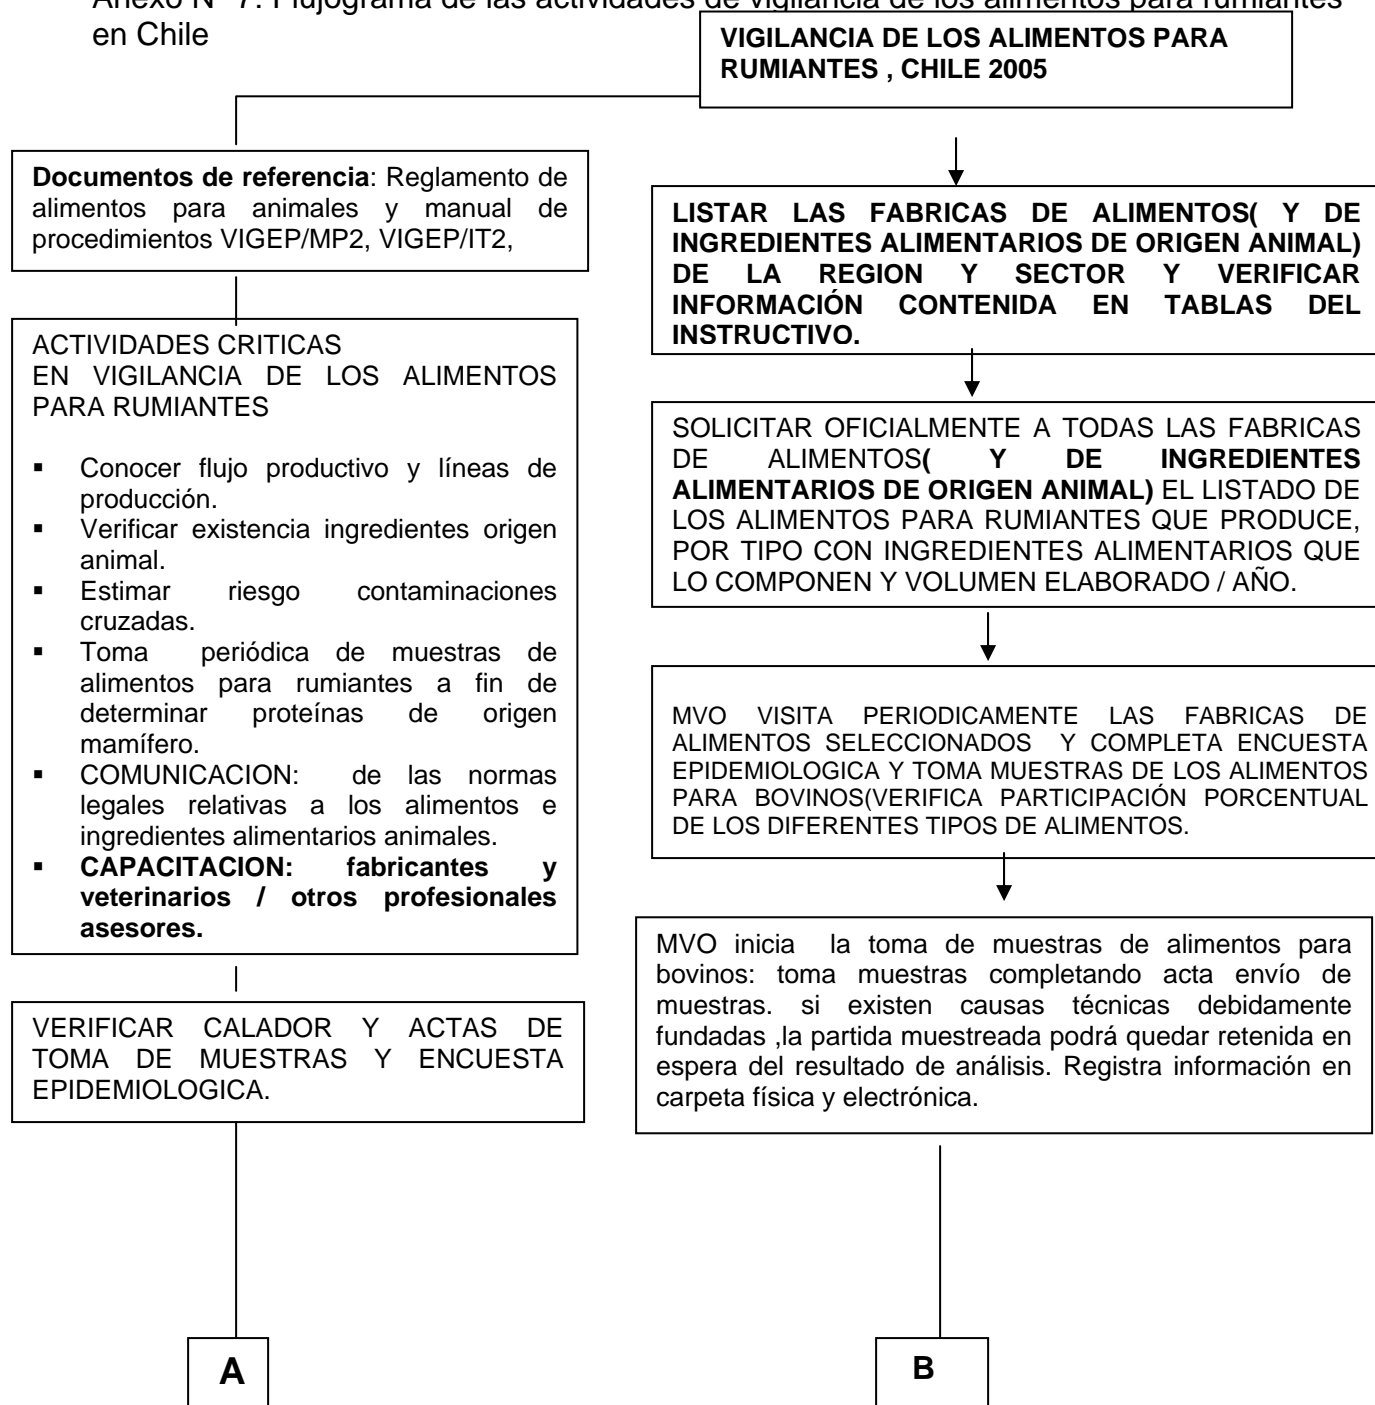 Anexo N° 7: Flujograma de las actividades de vigilancia de los alimentos para rumiantes
en Chile
VIGILANCIA DE LOS ALIMENTOS PARA
RUMIANTES , CHILE 2005
Documentos de referencia: Reglamento de
alimentos para animales y manual de
procedimientos VIGEP/MP2, VIGEP/IT2,
ACTIVIDADES CRITICAS
EN VIGILANCIA DE LOS ALIMENTOS
PARA RUMIANTES
▪ Conocer flujo productivo y líneas de
producción.
▪ Verificar existencia ingredientes origen
animal.
▪ Estimar riesgo contaminaciones
cruzadas.
▪ Toma periódica de muestras de
alimentos para rumiantes a fin de
determinar proteínas de origen
mamífero.
▪ COMUNICACION: de las normas
legales relativas a los alimentos e
ingredientes alimentarios animales.
▪ CAPACITACION: fabricantes y
veterinarios / otros profesionales
asesores.
VERIFICAR CALADOR Y ACTAS DE
TOMA DE MUESTRAS Y ENCUESTA
EPIDEMIOLOGICA.
A
LISTAR LAS FABRICAS DE ALIMENTOS( Y DE
INGREDIENTES ALIMENTARIOS DE ORIGEN ANIMAL)
DE LA REGION Y SECTOR Y VERIFICAR
INFORMACIÓN CONTENIDA EN TABLAS DEL
INSTRUCTIVO.
SOLICITAR OFICIALMENTE A TODAS LAS FABRICAS
DE ALIMENTOS( Y DE INGREDIENTES
ALIMENTARIOS DE ORIGEN ANIMAL) EL LISTADO DE
LOS ALIMENTOS PARA RUMIANTES QUE PRODUCE,
POR TIPO CON INGREDIENTES ALIMENTARIOS QUE
LO COMPONEN Y VOLUMEN ELABORADO / AÑO.
MVO VISITA PERIODICAMENTE LAS FABRICAS DE
ALIMENTOS SELECCIONADOS Y COMPLETA ENCUESTA
EPIDEMIOLOGICA Y TOMA MUESTRAS DE LOS ALIMENTOS
PARA BOVINOS(VERIFICA PARTICIPACIÓN PORCENTUAL
DE LOS DIFERENTES TIPOS DE ALIMENTOS.
MVO inicia la toma de muestras de alimentos para
bovinos: toma muestras completando acta envío de
muestras. si existen causas técnicas debidamente
fundadas ,la partida muestreada podrá quedar retenida en
espera del resultado de análisis. Registra información en
carpeta física y electrónica.
B